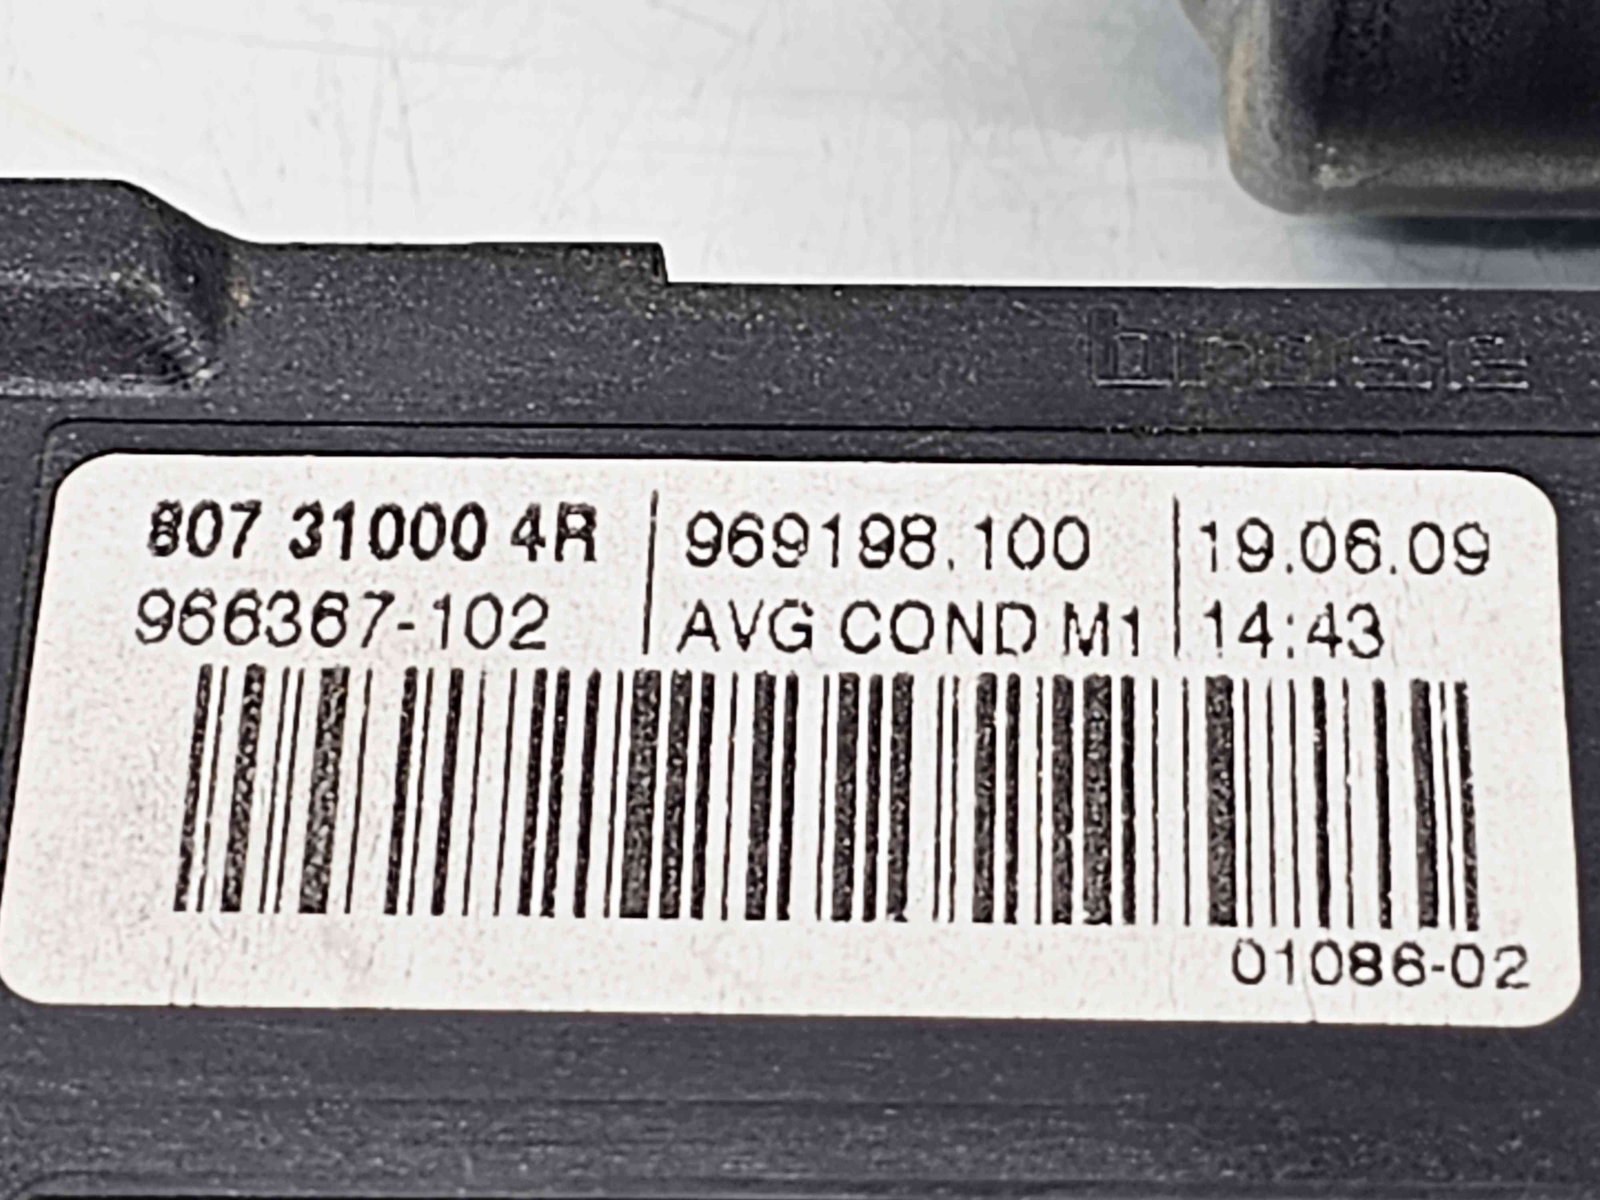 brose
807 31000 4R
969198.100
19.06.09
966367-102
AVG COND M1
14:43
01086-02